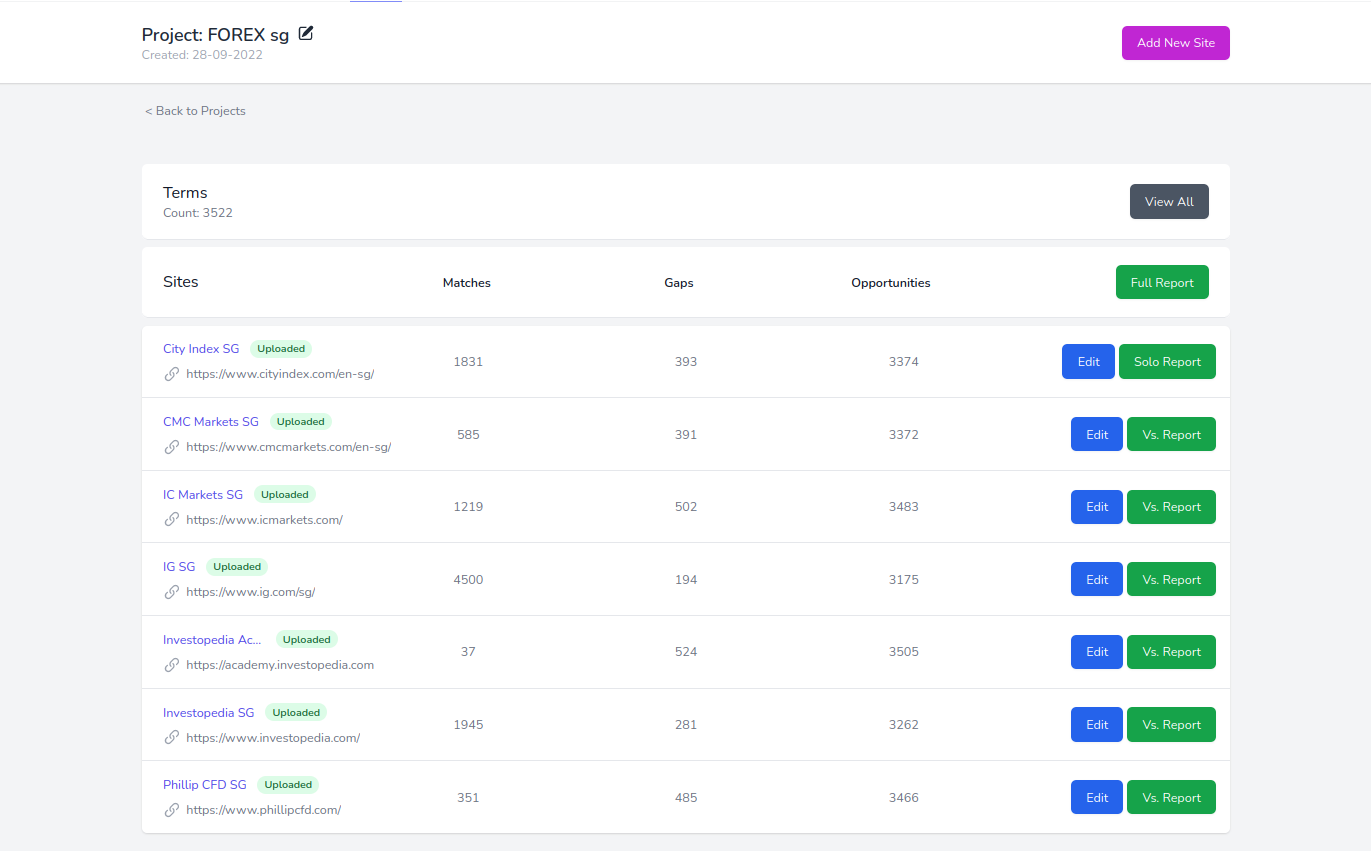 Project: FOREX sg
Created: 28-09-2022
Add New Site
< Back to Projects
Terms
Count: 3522
View All
Sites Matches Gaps Opportunities Full Report
City Index SG Uploaded
https://www.cityindex.com/en-sg/
1831 393 3374 Edit Solo Report
CMC Markets SG Uploaded
https://www.cmcmarkets.com/en-sg/
585 391 3372 Edit Vs. Report
IC Markets SG Uploaded
https://www.icmarkets.com/
1219 502 3483 Edit Vs. Report
IG SG Uploaded
https://www.ig.com/sg/
4500 194 3175 Edit Vs. Report
Investopedia Ac... Uploaded
https://academy.investopedia.com
37 524 3505 Edit Vs. Report
Investopedia SG Uploaded
https://www.investopedia.com/
1945 281 3262 Edit Vs. Report
Phillip CFD SG Uploaded
https://www.phillipcfd.com/
351 485 3466 Edit Vs. Report